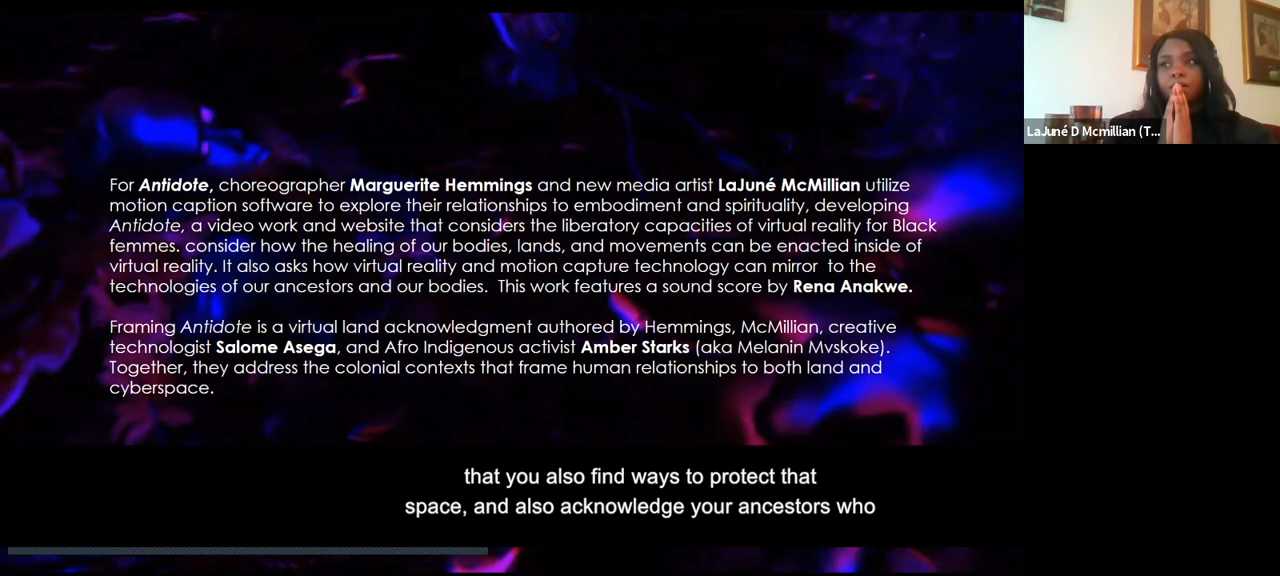 For Antidote, choreographer Marguerite Hemmings and new media artist LaJuné McMillian utilize
motion caption software to explore their relationships to embodiment and spirituality, developing
Antidote, a video work and website that considers the liberatory capacities of virtual reality for Black
femmes. consider how the healing of our bodies, lands, and movements can be enacted inside of
virtual reality. It also asks how virtual reality and motion capture technology can mirror  to the
technologies of our ancestors and our bodies.  This work features a sound score by Rena Anakwe.
Framing Antidote is a virtual land acknowledgment authored by Hemmings, McMillian, creative
technologist Salome Asega, and Afro Indigenous activist Amber Starks (aka Melanin Mvskoke).
Together, they address the colonial contexts that frame human relationships to both land and
cyberspace.
LaJuné D Mcmillian (T...
that you also find ways to protect that
space, and also acknowledge your ancestors who